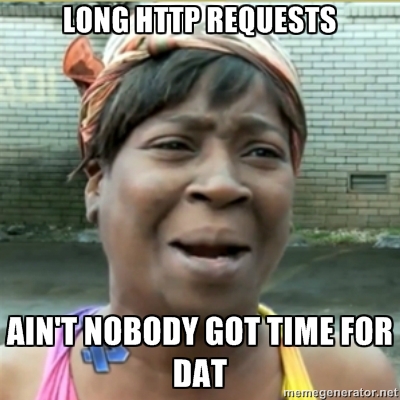 LONG HTTP REQUESTS
AIN'T NOBODY GOT TIME FOR
DAT
memegenerator.net